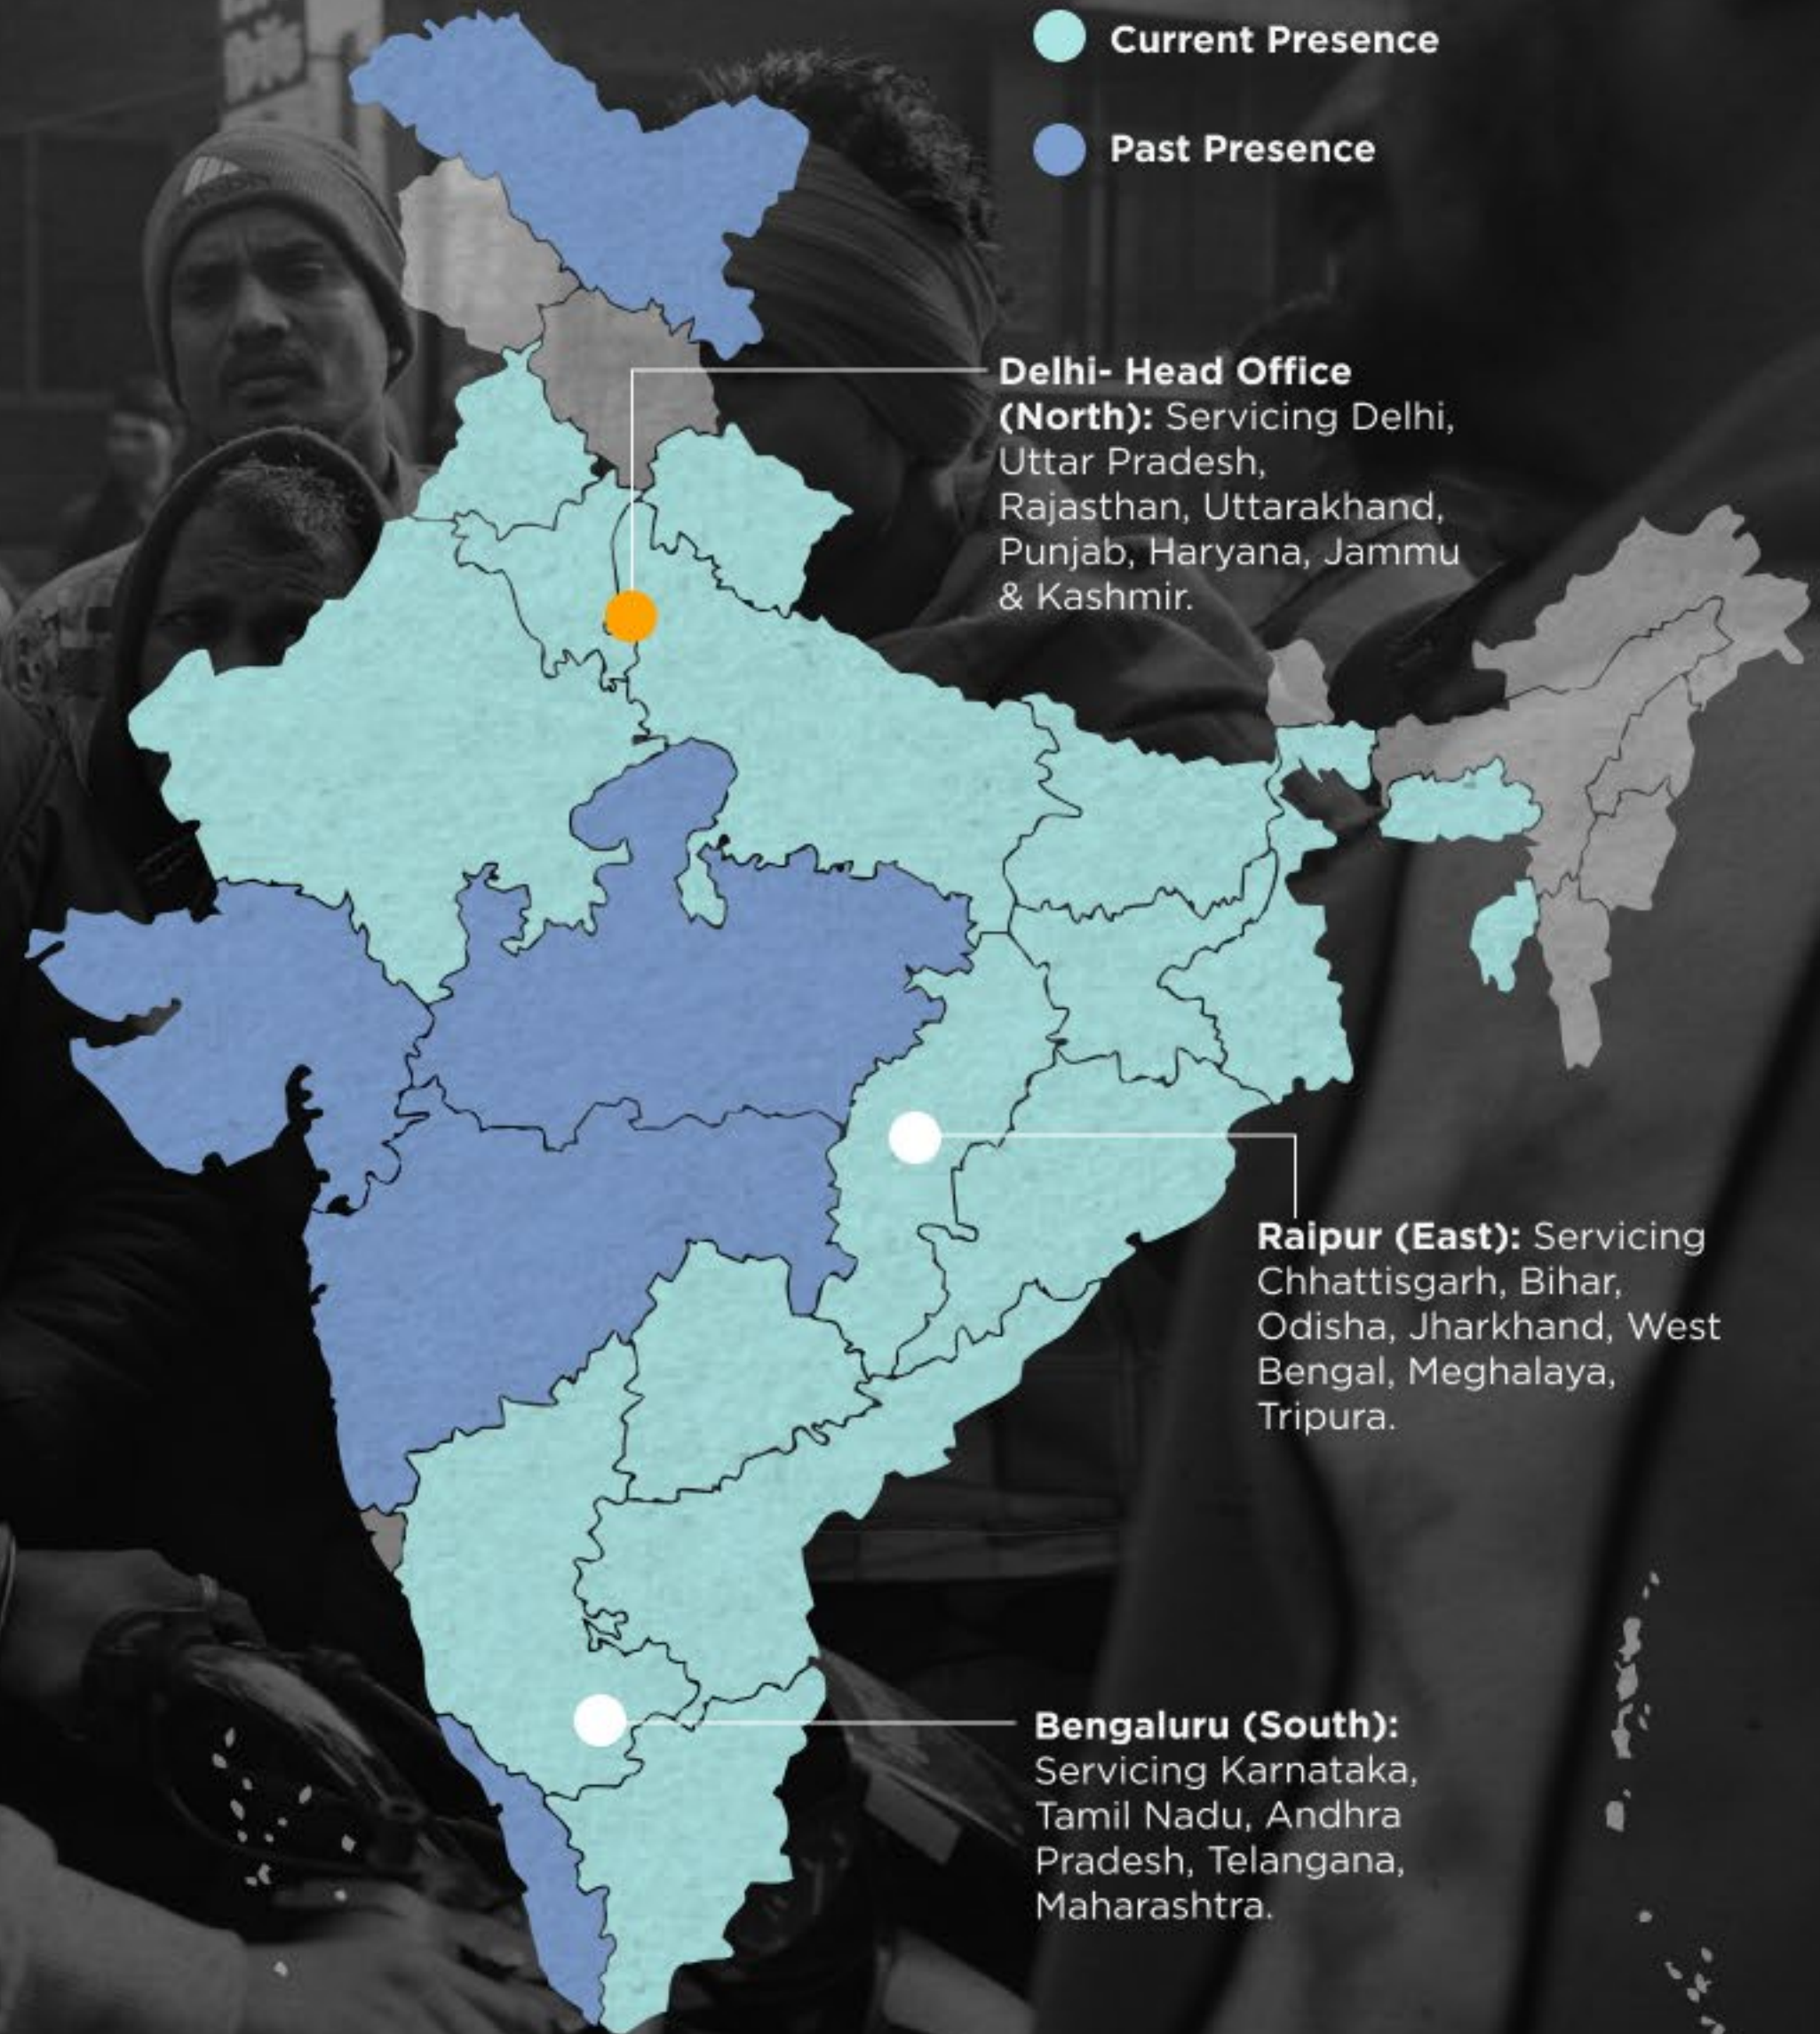 Current Presence
Past Presence
Delhi- Head Office
(North): Servicing Delhi,
Uttar Pradesh,
Rajasthan, Uttarakhand,
Punjab, Haryana, Jammu
& Kashmir.
Raipur (East): Servicing
Chhattisgarh, Bihar,
Odisha, Jharkhand, West
Bengal, Meghalaya,
Tripura.
Bengaluru (South):
Servicing Karnataka,
Tamil Nadu, Andhra
Pradesh, Telangana,
Maharashtra.